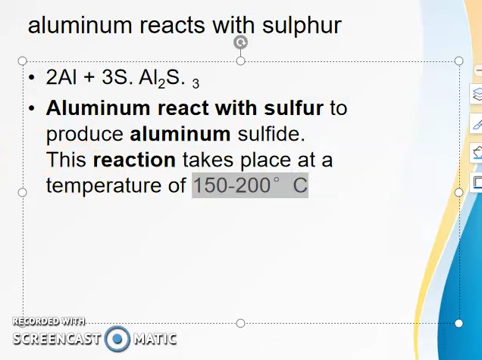 aluminum reacts with sulphur
• 2Al + 3S. Al₂S. ₃
• Aluminum react with sulfur to
produce aluminum sulfide.
This reaction takes place at a
temperature of 150-200° C
RECORDED WITH
SCREENCAST MATIC